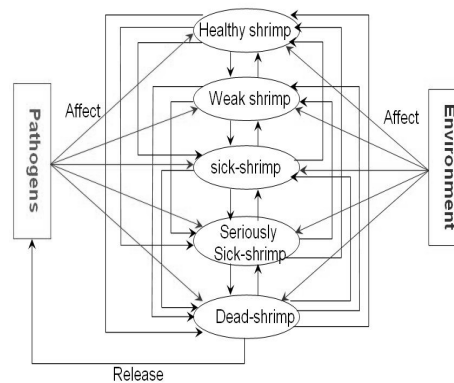 Healthy shrimp
Affect
Weak shrimp
Affect
Pathogens
sick-shrimp
Environment
Seriously
Sick-shrimp
Dead-shrimp
Release